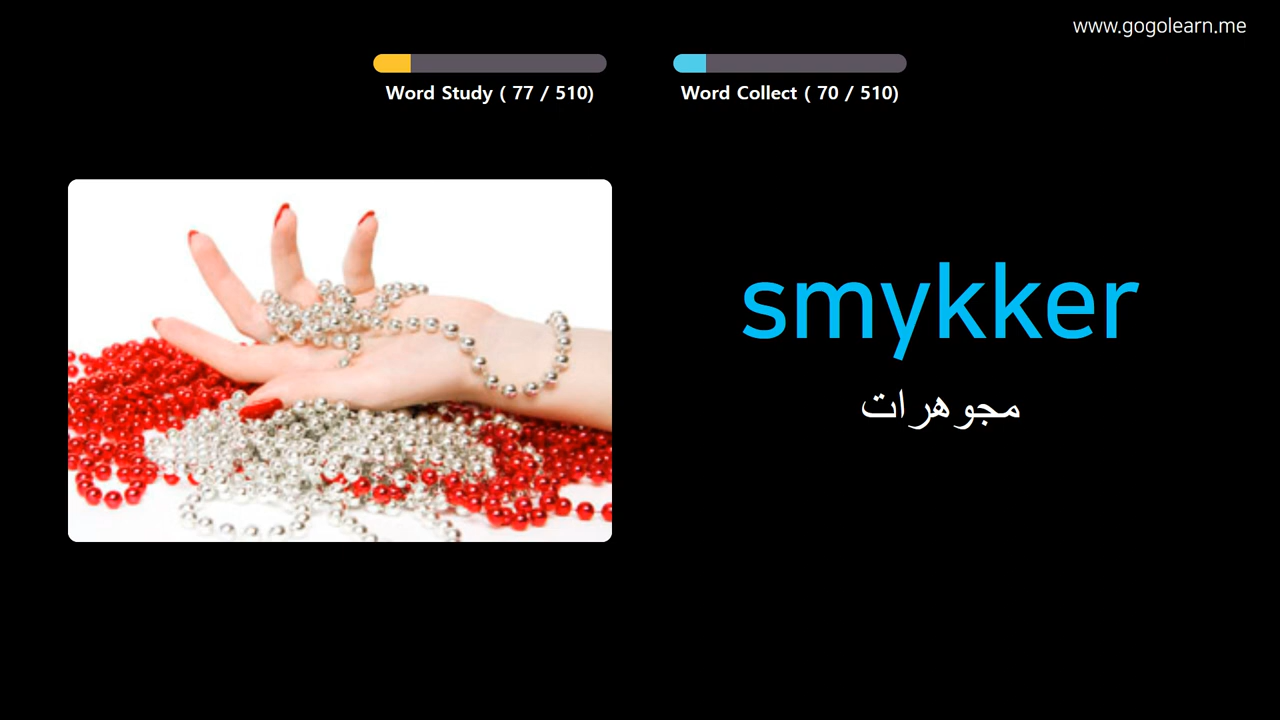 www.gogolearn.me
Word Study ( 77 / 510)
Word Collect ( 70 / 510)
smykker
مجوهرات